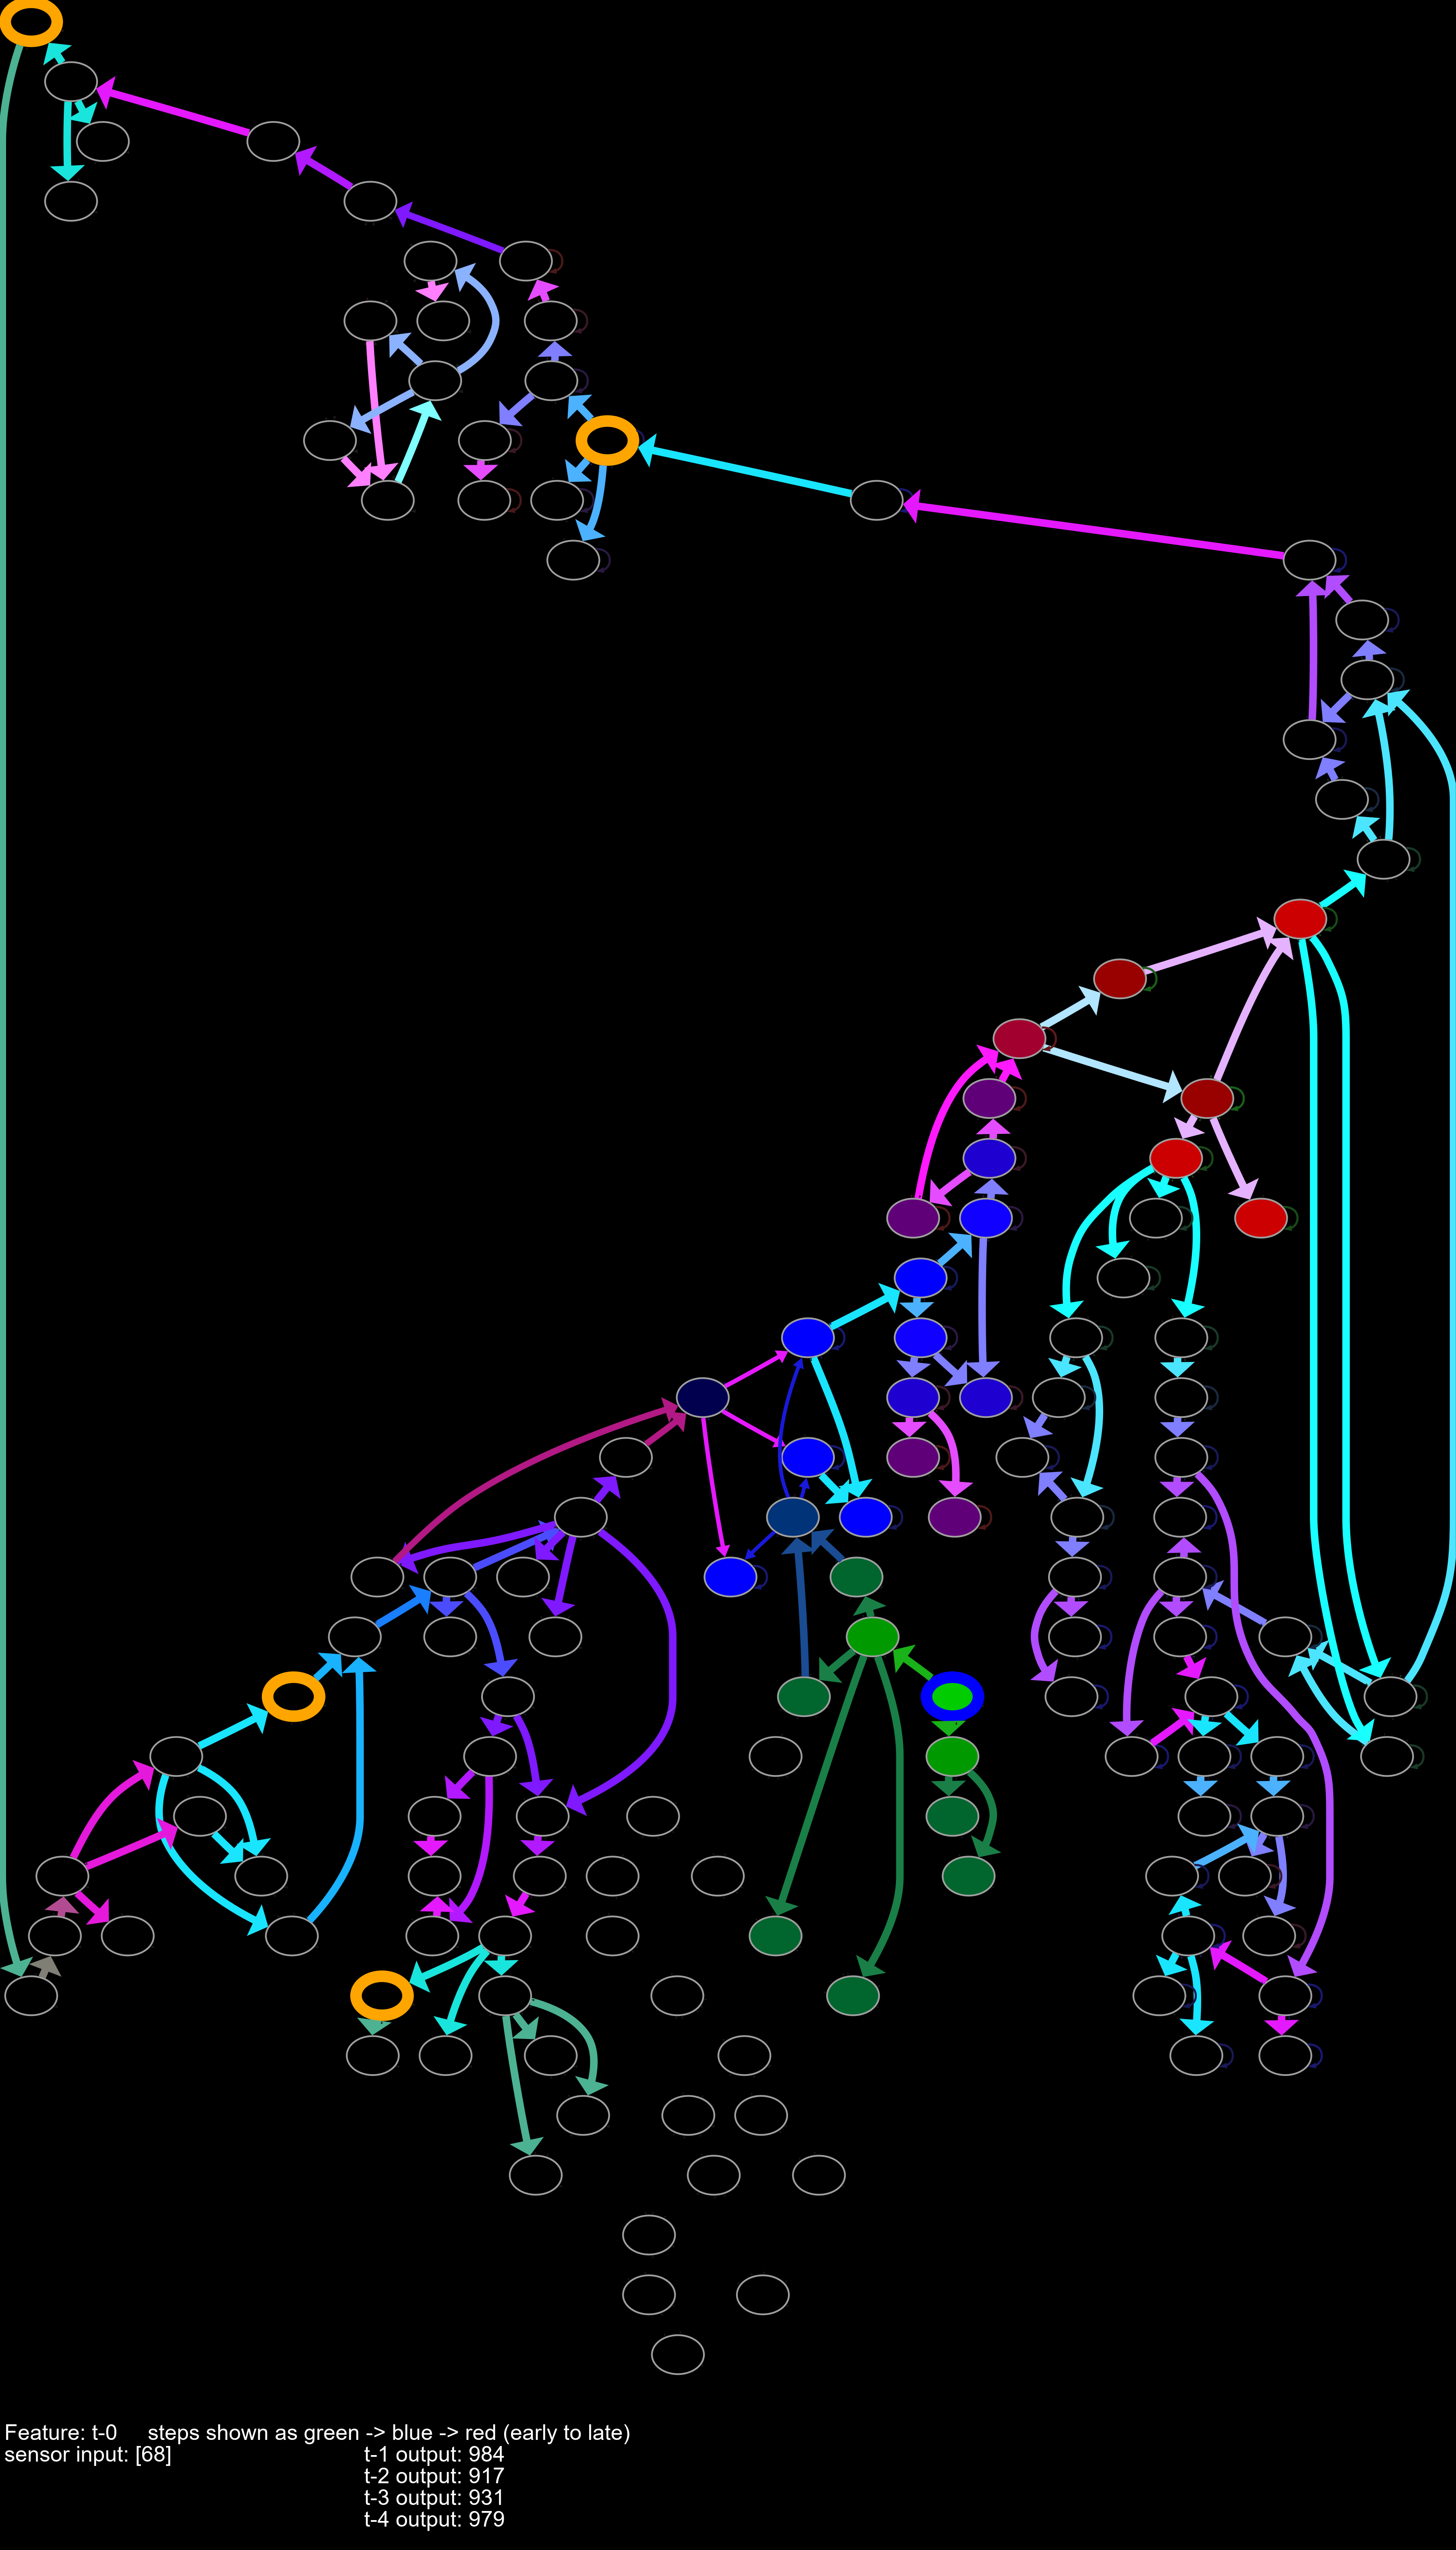 Feature: t-0 steps shown as green -> blue -> red (early to late)
sensor input: [68] t-1 output: 984
t-2 output: 917
t-3 output: 931
t-4 output: 979